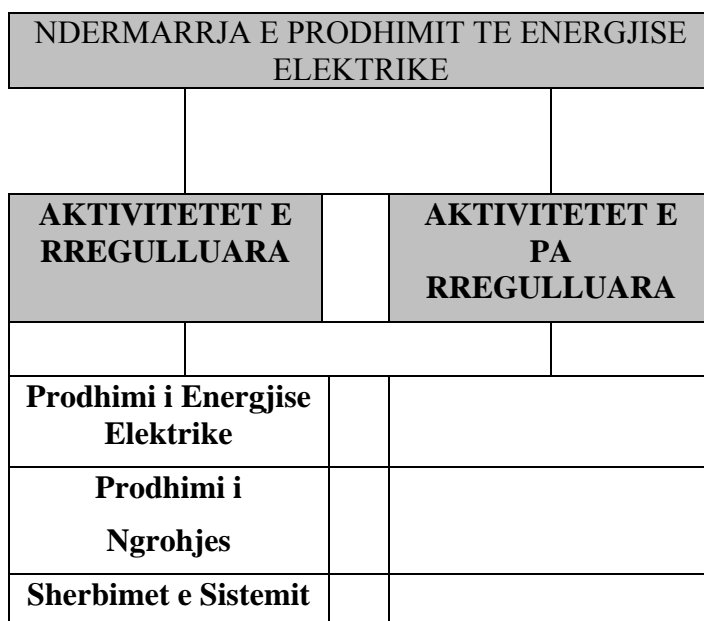 NDERMARRJA E PRODHIMIT TE ENERGJISE
ELEKTRIKE
AKTIVITETET E
RREGULLUARA
AKTIVITETET E
PA
RREGULLUARA
Prodhimi i Energjise
Elektrike
Prodhimi i
Ngrohjes
Sherbimet e Sistemit